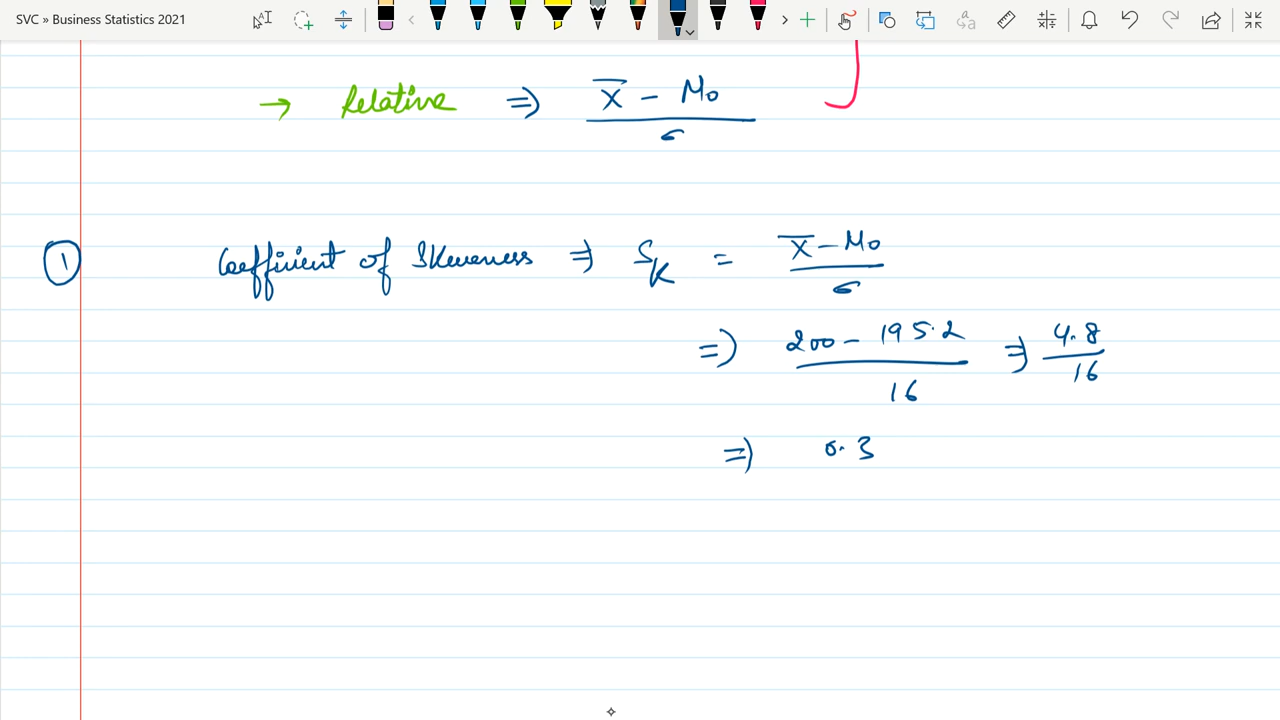 SVC » Business Statistics 2021
→ Relative ⇒ (X̅ - Mo) / σ
① Coefficient of Skewness ⇒ SK = (X̅ - Mo) / σ
⇒ (200 - 195.2) / 16 ⇒ 4.8 / 16
⇒ 0.3